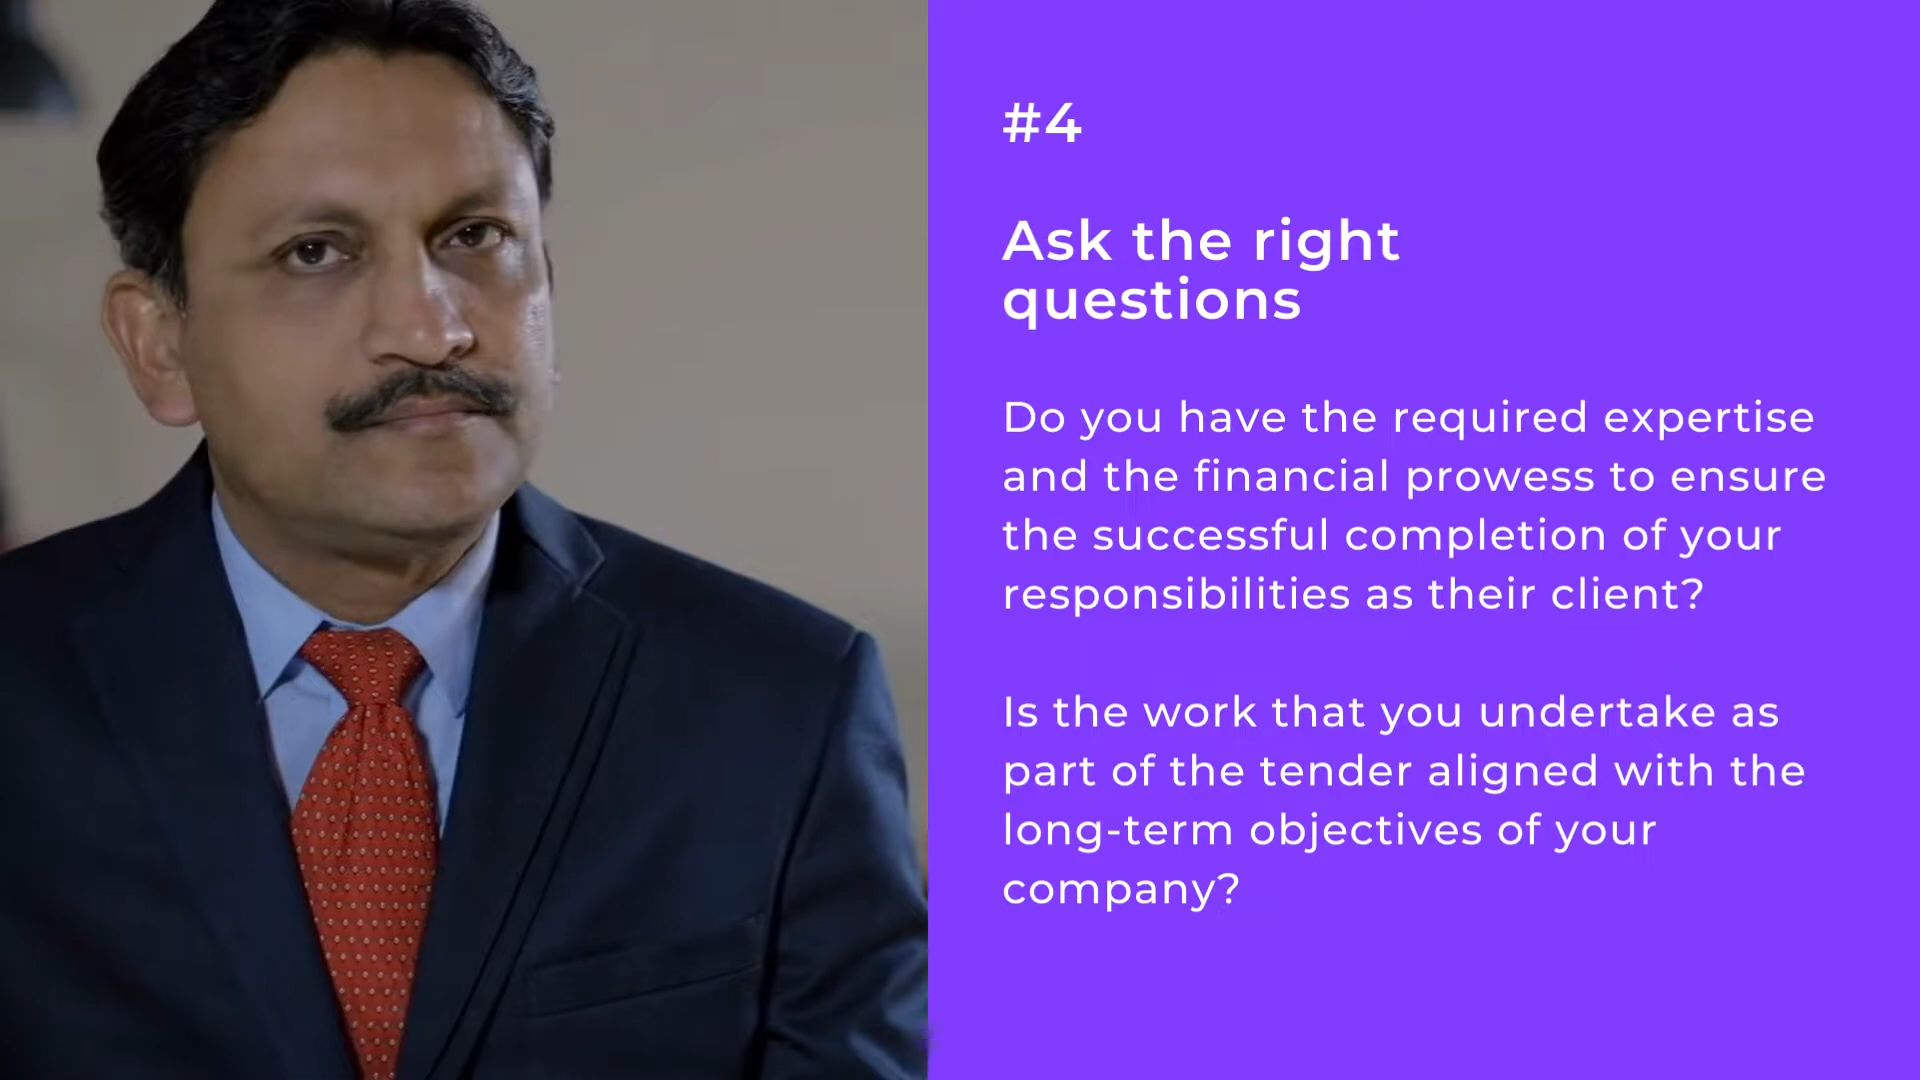 #4
Ask the right
questions
Do you have the required expertise
and the financial prowess to ensure
the successful completion of your
responsibilities as their client?
Is the work that you undertake as
part of the tender aligned with the
long-term objectives of your
company?